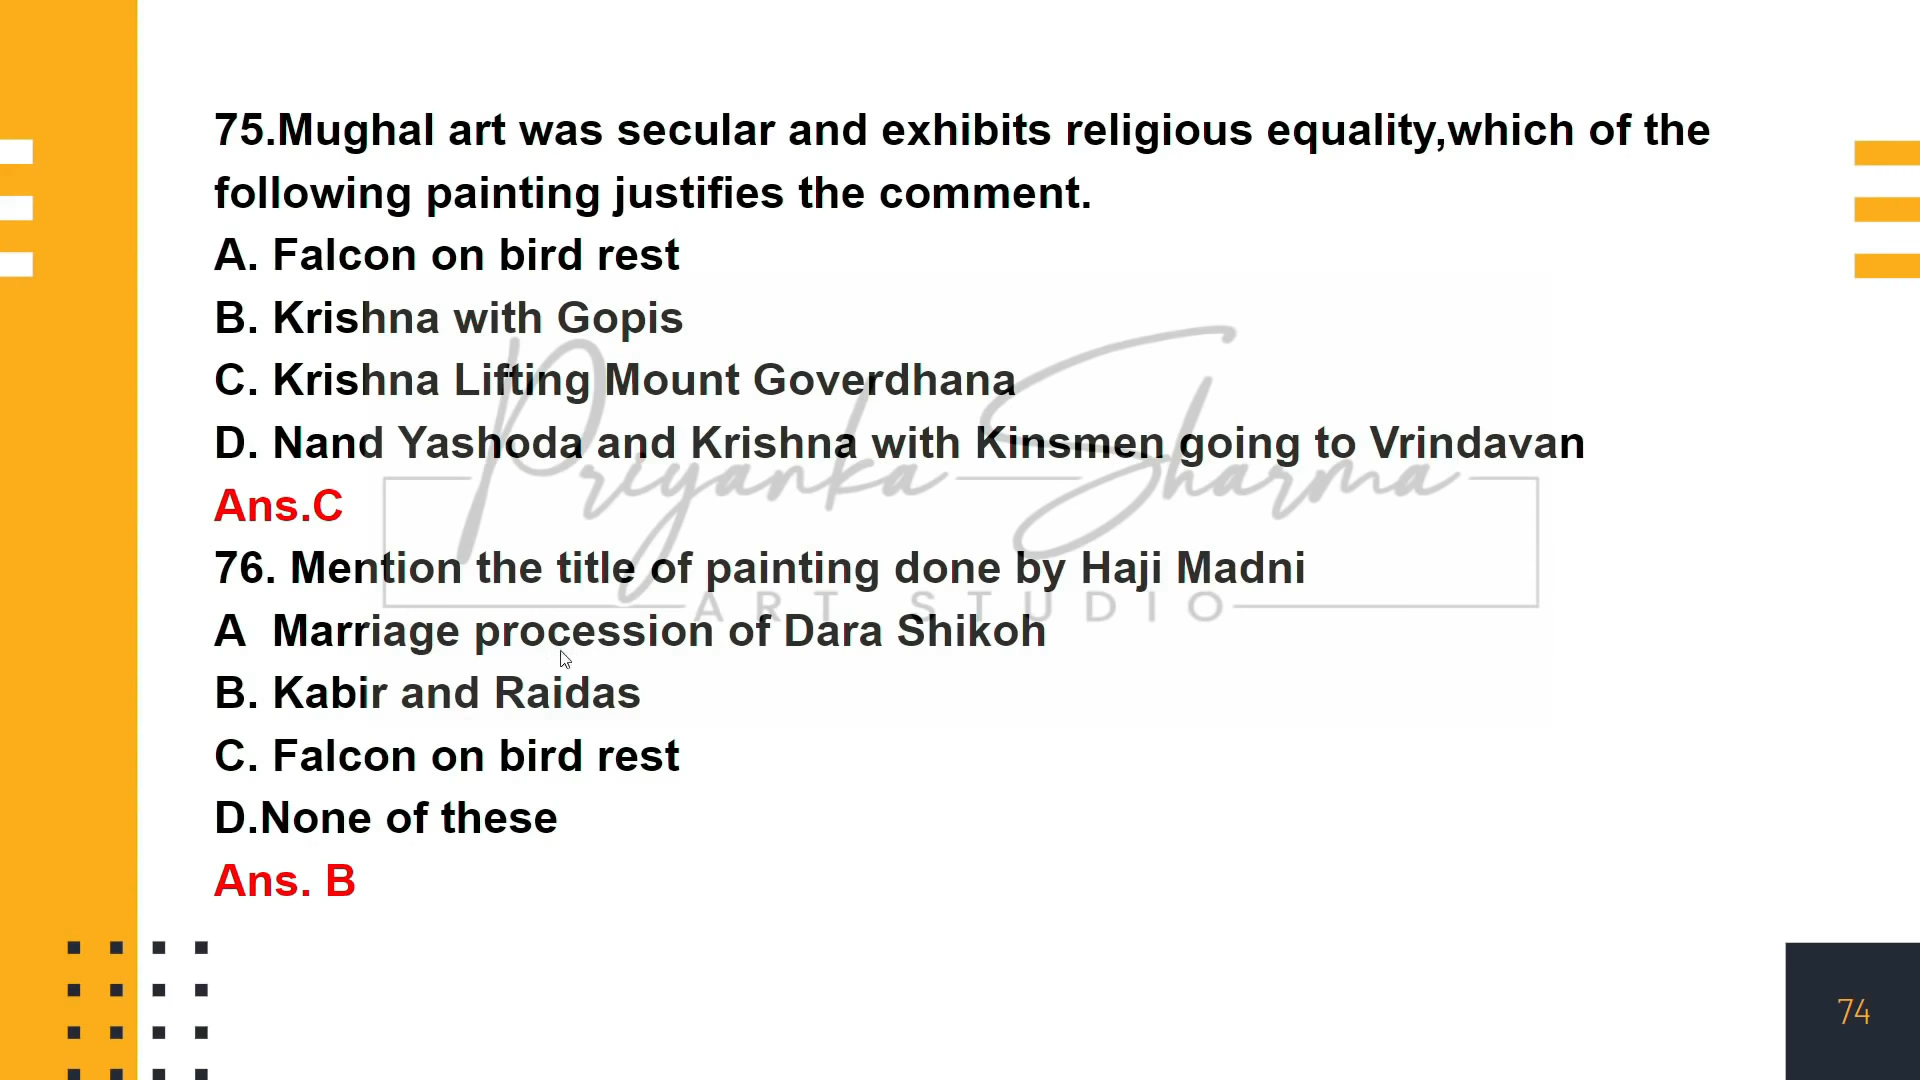 75.Mughal art was secular and exhibits religious equality,which of the
following painting justifies the comment.
A. Falcon on bird rest
B. Krishna with Gopis
C. Krishna Lifting Mount Goverdhana
D. Nand Yashoda and Krishna with Kinsmen going to Vrindavan
Priyanka Sharma
Ans.C
76. Mention the title of painting done by Haji Madni
ART STUDIO
A Marriage procession of Dara Shikoh
B. Kabir and Raidas
C. Falcon on bird rest
D.None of these
Ans. B
74